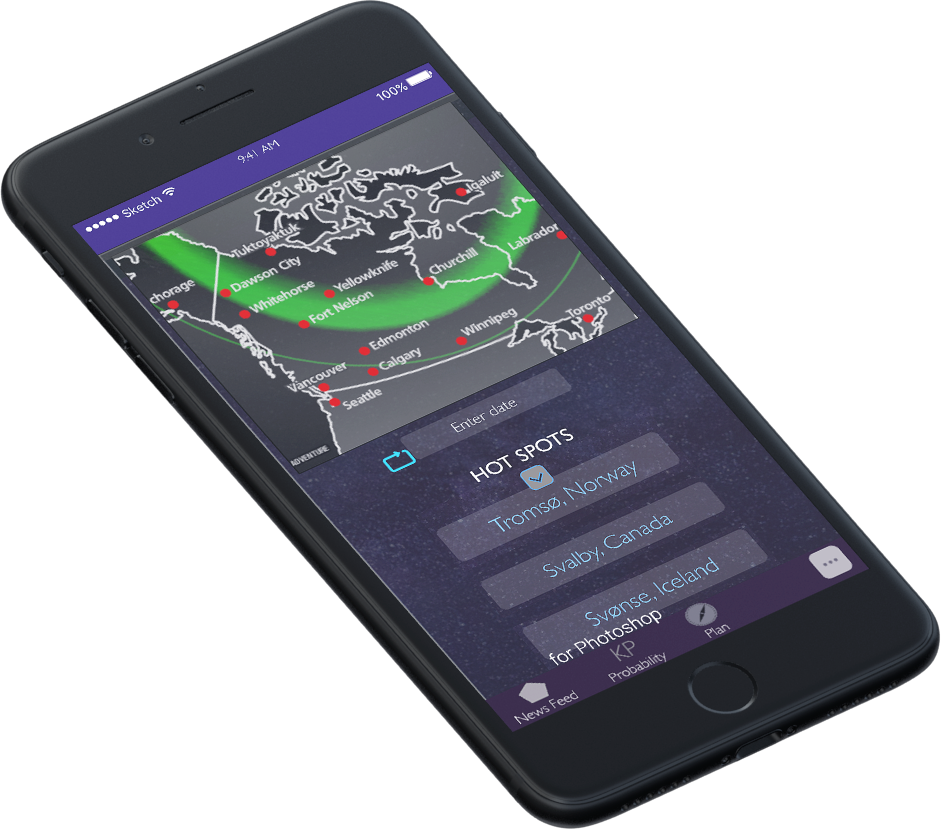 ●●●●● Sketch 9:41 AM 100%
Iqaluit
Tuktoyaktuk
Labrador
Churchill
Dawson City
Yellowknife
chorage
Whitehorse
Fort Nelson
Toronto
Winnipeg
Edmonton
Calgary
Vancouver
Seattle
ADVENTURE
Enter date
HOT SPOTS
Tromsø, Norway
Svalby, Canada
Svønse, Iceland
for Photoshop
News Feed
KP
Probability
Plan